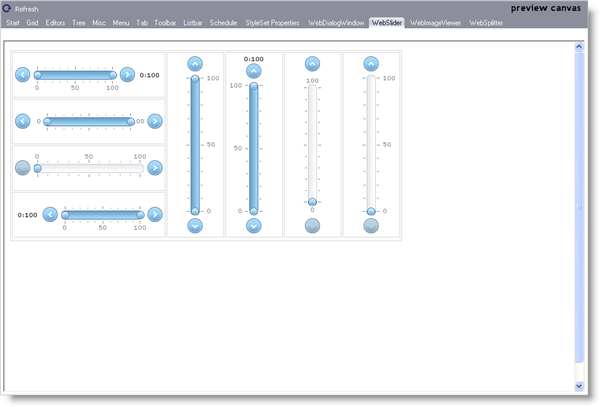 Refresh
preview canvas
Start Grid Editors Tree Misc Menu Tab Toolbar Listbar Schedule StyleSet Properties WebDialogWindow WebSlider WebImageViewer WebSplitter
0:100
0 50 100
0 00
0 50 100
0:100
0 50 100
100
50
0
0:100
100
50
0
100
0
100
50
0